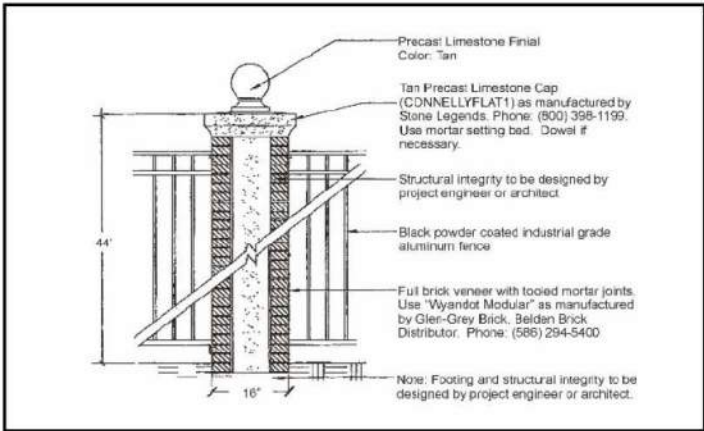 Precast Limestone Finial
Color: Tan
Tan Precast Limestone Cap
(CONNELLYFLAT1) as manufactured by
Stone Legends. Phone: (800) 398-1199.
Use mortar setting bed. Dowel if
necessary.
Structural integrity to be designed by
project engineer or architect
Black powder coated industrial grade
aluminum fence
44"
Full brick veneer with tooled mortar joints.
Use "Wyandot Modular" as manufactured
by Glen-Grey Brick, Belden Brick
Distributor. Phone: (586) 294-5400
16"
Note: Footing and structural integrity to be
designed by project engineer or architect.